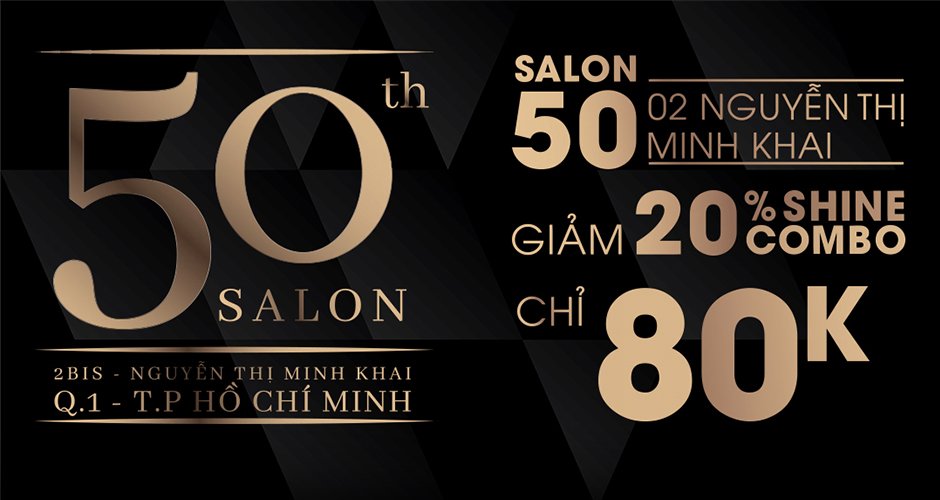 50th
SALON
2BIS - NGUYỄN THỊ MINH KHAI
Q.1 - T.P HỒ CHÍ MINH
SALON
50
02 NGUYỄN THỊ
MINH KHAI
GIẢM 20% SHINE
COMBO
CHỈ 80K